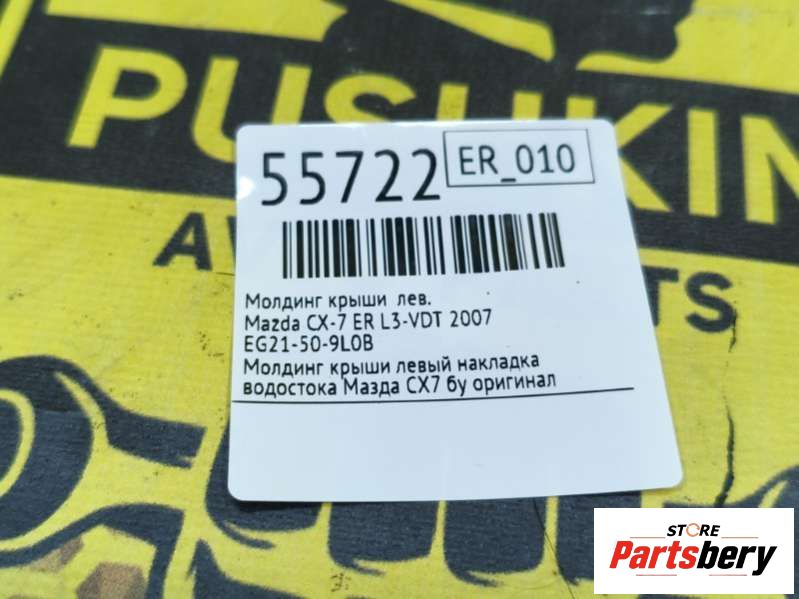 PUSHKIN
55722
ER_010
Молдинг крыши лев.
Mazda CX-7 ER L3-VDT 2007
EG21-50-9L0B
Молдинг крыши левый накладка
водостока Мазда СХ7 бу оригинал
STORE
Partsbery